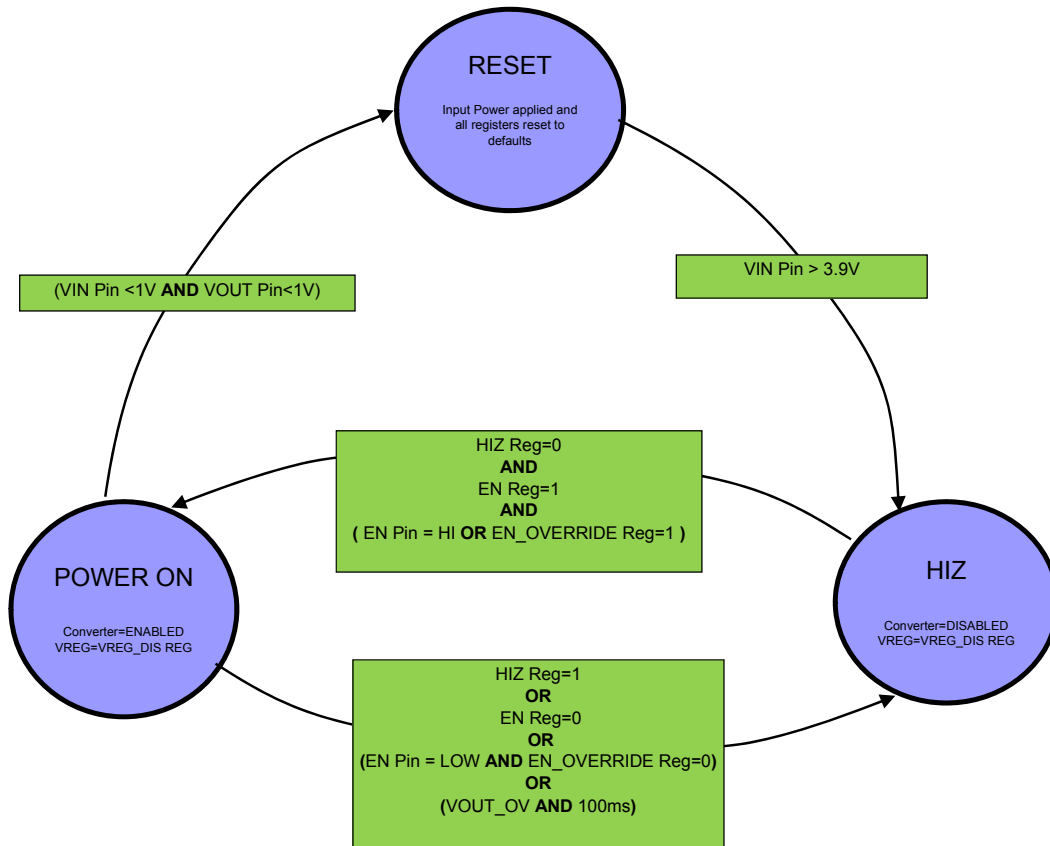 RESET
Input Power applied and
all registers reset to
defaults
(VIN Pin <1V AND VOUT Pin<1V)
VIN Pin > 3.9V
HIZ Reg=0
AND
EN Reg=1
AND
( EN Pin = HI OR EN_OVERRIDE Reg=1 )
POWER ON
Converter=ENABLED
VREG=VREG_DIS REG
HIZ
Converter=DISABLED
VREG=VREG_DIS REG
HIZ Reg=1
OR
EN Reg=0
OR
(EN Pin = LOW AND EN_OVERRIDE Reg=0)
OR
(VOUT_OV AND 100ms)